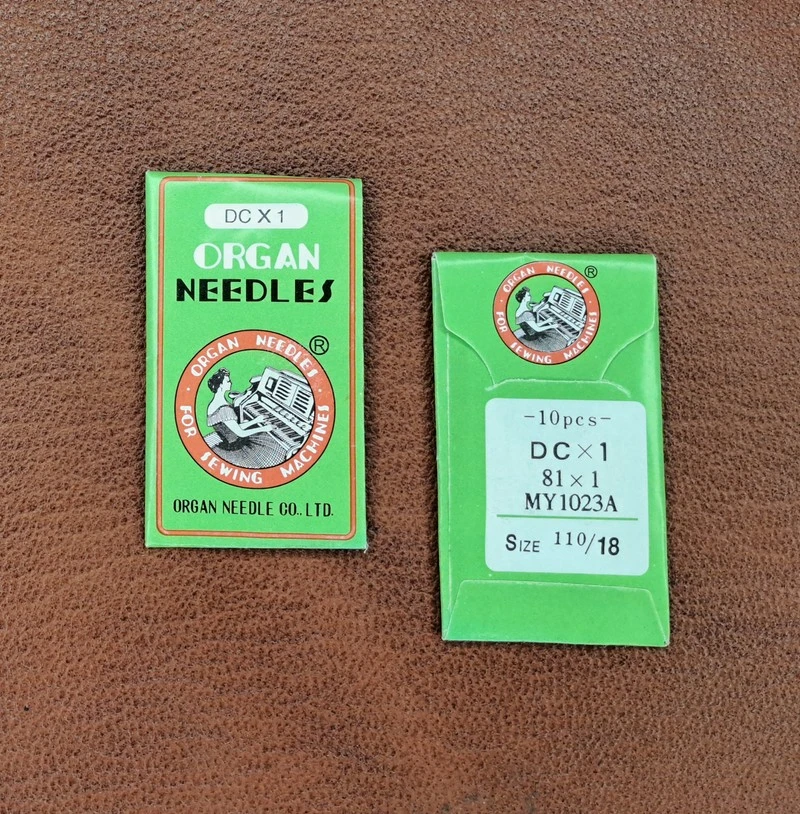 DC X 1
ORGAN
NEEDLES
®
· ORGAN NEEDLES ·
FOR SEWING MACHINES
ORGAN NEEDLE CO., LTD.
®
· ORGAN NEEDLES ·
FOR SEWING MACHINES
-10pcs-
DC×1
81×1
MY1023A
SIZE 110/18